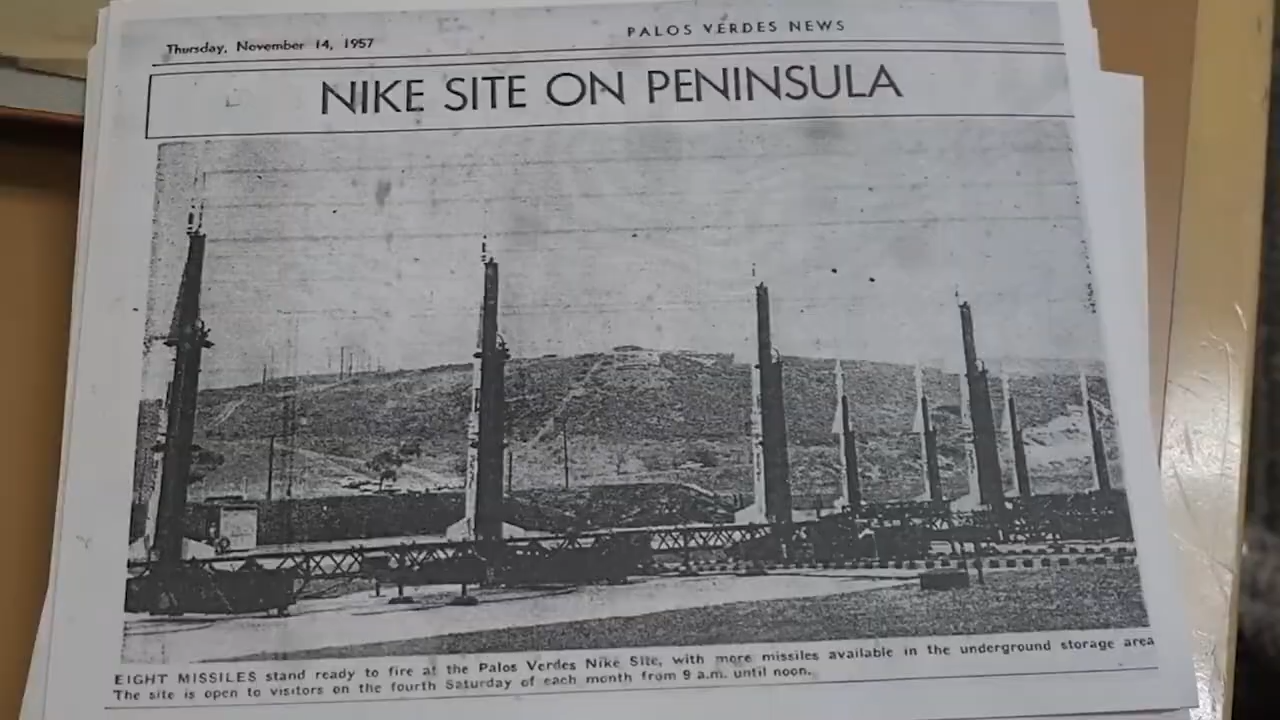 Thursday, November 14, 1957
PALOS VERDES NEWS
NIKE SITE ON PENINSULA
EIGHT MISSILES stand ready to fire at the Palos Verdes Nike Site, with more missiles available in the underground storage area
The site is open to visitors on the fourth Saturday of each month from 9 a.m. until noon.